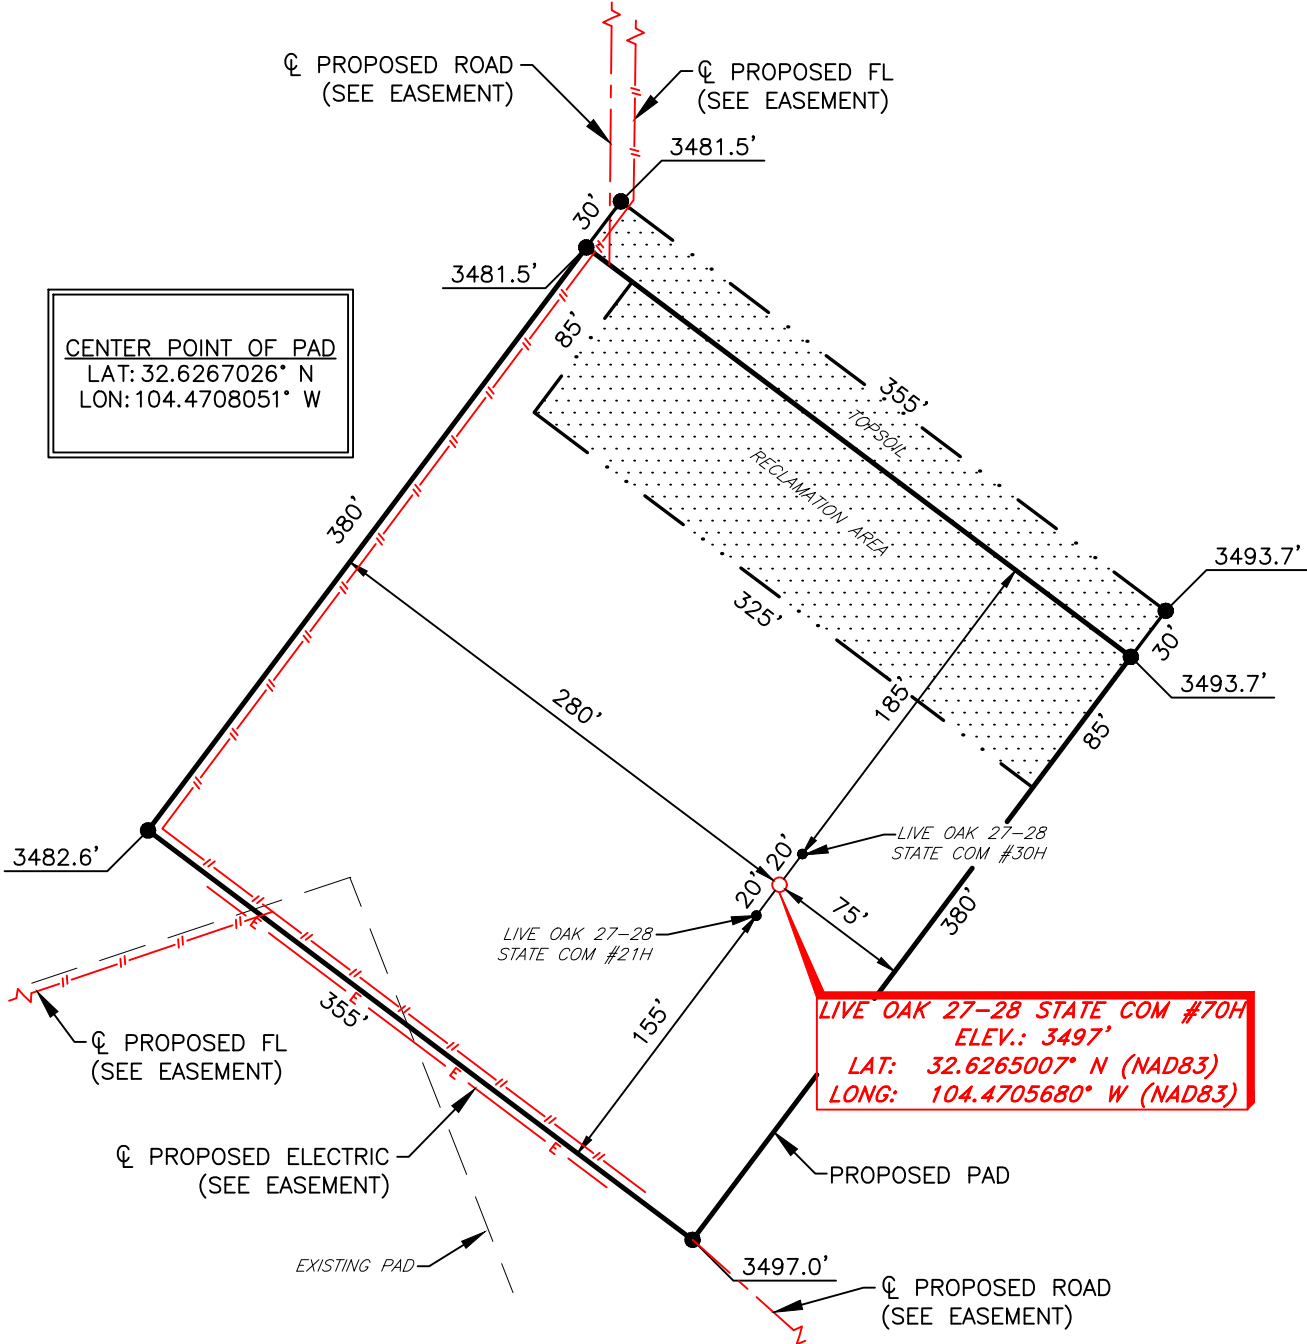 ℄ PROPOSED ROAD
(SEE EASEMENT)
℄ PROPOSED FL
(SEE EASEMENT)
3481.5'
30'
3481.5'
85'
CENTER POINT OF PAD
LAT: 32.6267026° N
LON: 104.4708051° W
355'
TOPSOIL
RECLAMATION AREA
380'
325'
3493.7'
30'
3493.7'
280'
185'
85'
3482.6'
LIVE OAK 27-28
STATE COM #30H
20'
20'
75'
380'
LIVE OAK 27-28
STATE COM #21H
E
E
E
355'
155'
LIVE OAK 27-28 STATE COM #70H
ELEV.: 3497'
LAT: 32.6265007° N (NAD83)
LONG: 104.4705680° W (NAD83)
℄ PROPOSED FL
(SEE EASEMENT)
℄ PROPOSED ELECTRIC
(SEE EASEMENT)
E
PROPOSED PAD
EXISTING PAD
3497.0'
℄ PROPOSED ROAD
(SEE EASEMENT)